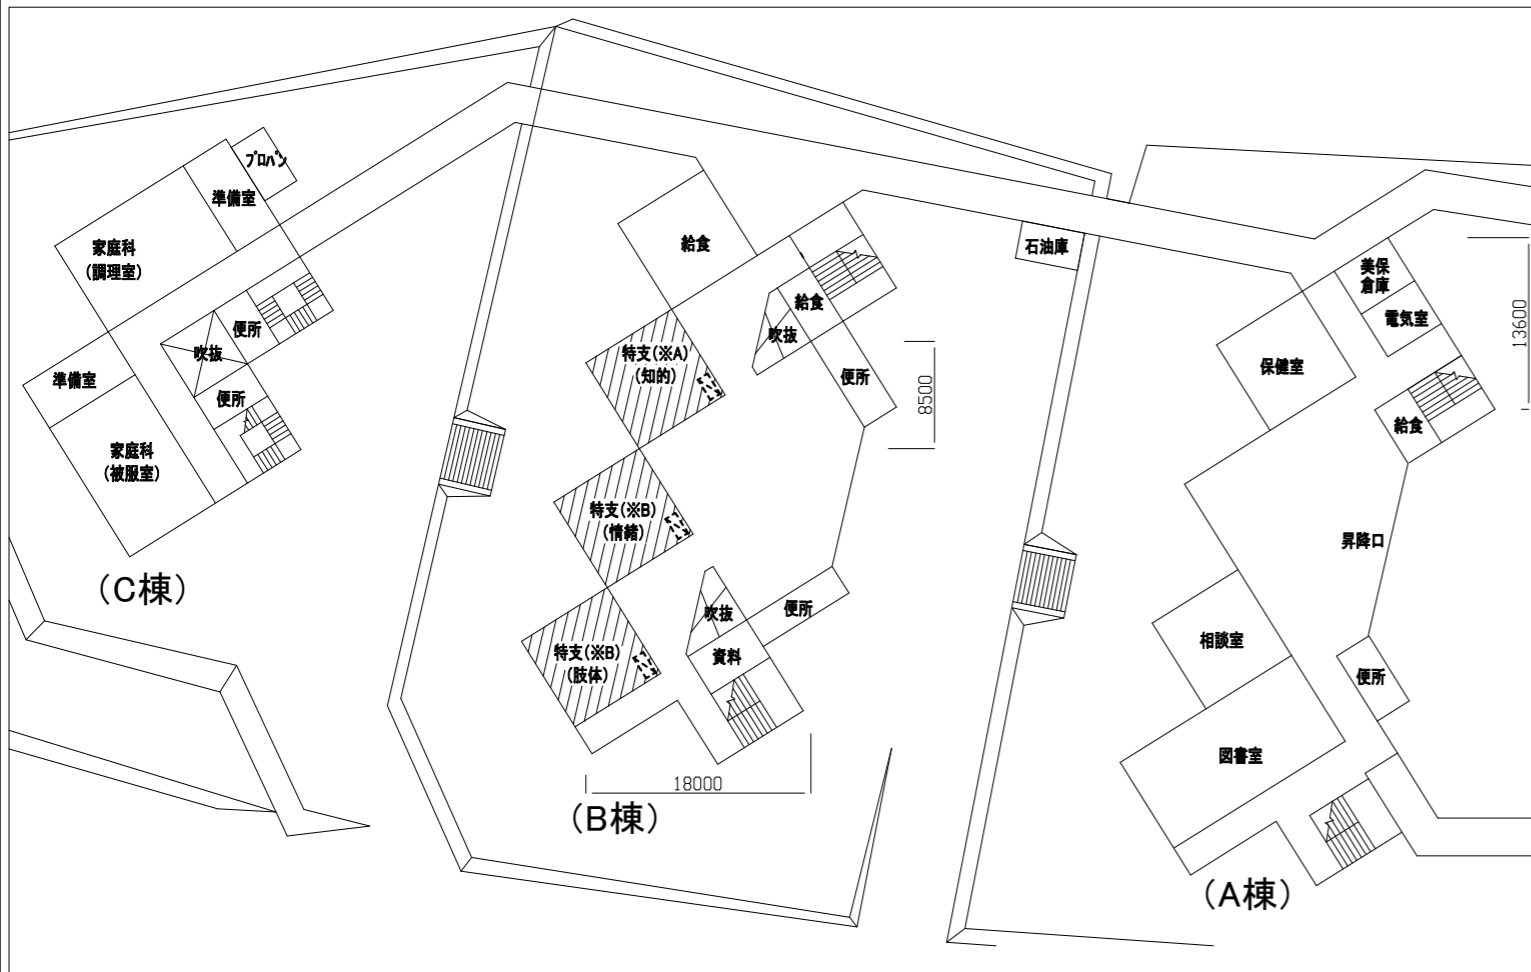 プロパン
準備室
家庭科
(調理室)
便所
吹抜
準備室
便所
家庭科
(被服室)
(C棟)
給食
給食
吹抜
特支(※A)
(知的)
便所
8500
特支(※B)
(情緒)
吹抜
便所
資料
特支(※B)
(肢体)
18000
(B棟)
石油庫
美保
倉庫
電気室
13600
保健室
給食
昇降口
相談室
便所
図書室
(A棟)